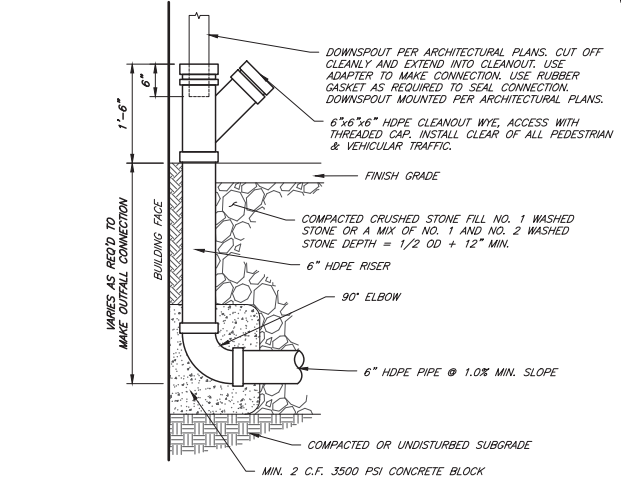 DOWNSPOUT PER ARCHITECTURAL PLANS. CUT OFF
CLEANLY AND EXTEND INTO CLEANOUT. USE
ADAPTER TO MAKE CONNECTION. USE RUBBER
GASKET AS REQUIRED TO SEAL CONNECTION.
DOWNSPOUT MOUNTED PER ARCHITECTURAL PLANS.
6"
1'-6"
6"x6"x6" HDPE CLEANOUT WYE, ACCESS WITH
THREADED CAP. INSTALL CLEAR OF ALL PEDESTRIAN
& VEHICULAR TRAFFIC.
FINISH GRADE
COMPACTED CRUSHED STONE FILL NO. 1 WASHED
STONE OR A MIX OF NO. 1 AND NO. 2 WASHED
STONE DEPTH = 1/2 OD + 12" MIN.
VARIES AS REQ'D TO
MAKE OUTFALL CONNECTION
BUILDING FACE
6" HDPE RISER
90° ELBOW
6" HDPE PIPE @ 1.0% MIN. SLOPE
COMPACTED OR UNDISTURBED SUBGRADE
MIN. 2 C.F. 3500 PSI CONCRETE BLOCK